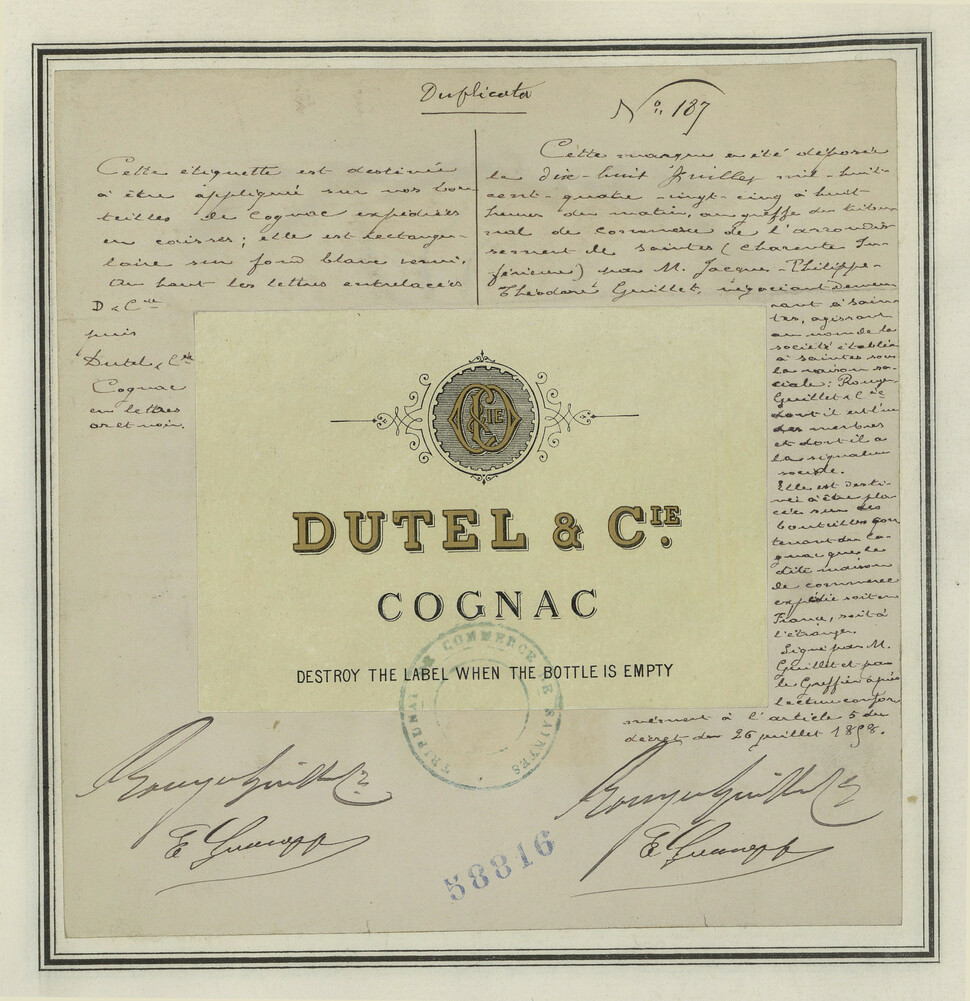 Duplicata
N° 187
Cette étiquette est destinée
à être appliqué sur nos bou
teilles de Cognac expédiées
en caisses; elle est rectangu-
laire sur fond blanc verni.
Au haut les lettres entrelacées
D & Cie
puis
Dutel & Cie
Cognac
en lettres
or et noir.
Cette marque a été déposée
le dix-huit Juillet mil-huit-
cent-quatre-vingt-cinq à huit
heures du matin, au greffe du tribu
nal de commerce de l'arrondis
sement de Saintes (Charente In-
férieure) par M. Jacques-Philippe-
Théodore Guillet, négociant demeu
rant à Sain-
tes, agissant
au nom de la
société établie
à Saintes sous
la raison so-
ciale: Rouyer
Guillet & Cie
dont il est l'un
des membres
et dont il a
la signature
sociale.
Elle est desti-
née à être pla
cée sur des
bouteilles con
tenant du co-
gnac que la
dite maison
de commerce
expédie soit en
France, soit à
l'étranger.
Signé par M.
Guillet et par
le Greffier après
lecture confor
mément à l'article 5 du
décret du 26 juillet 1858.
CIE
DUTEL & CIE.
COGNAC
DESTROY THE LABEL WHEN THE BOTTLE IS EMPTY
TRIBUNAL DE COMMERCE DE SAINTES
Rouyer Guillet &
Rouyer Guillet &
58816